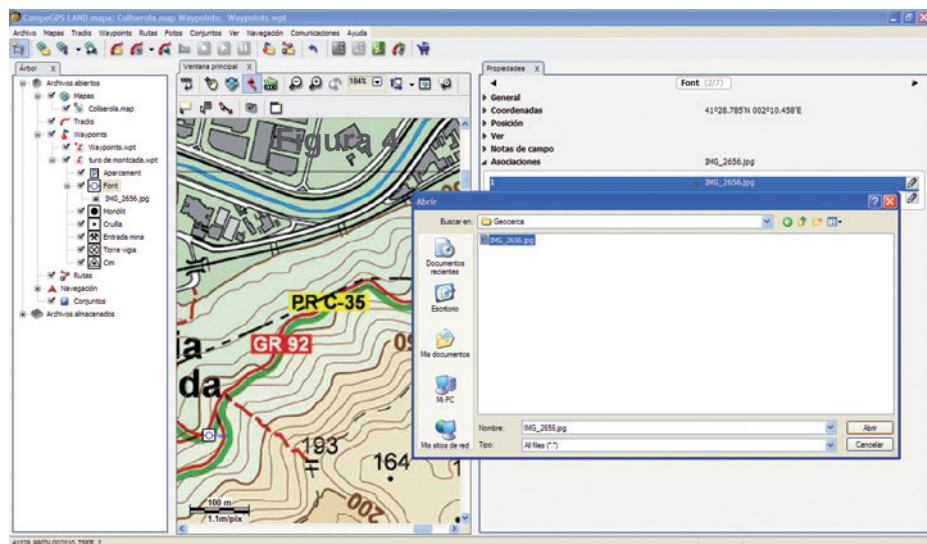 CompeGPS LAND mapa: Collserola.map Waypoints: Waypoints.wpt
Archivo Mapas Tracks Waypoints Rutas Fotos Conjuntos Ver Navegación Comunicaciones Ayuda
Árbol X
Archivos abiertos
Mapas
Collserola.map
Tracks
Waypoints
Waypoints.wpt
turo de montcada.wpt
Aparcament
Font
IMG_2656.jpg
Monòlit
Cruïlla
Entrada mina
Torre vigia
Cim
Rutas
Navegación
Conjuntos
Archivos almacenados
Ventana principal X
100%
184%
Figura 4
PR C-35
GR 92
ia
da
193
164
200
100 m
1.1m/pix
Propiedades X
Font (2/7)
General
Coordenadas 41º28.785'N 002º10.458'E
Posición
Ver
Notas de campo
Asociaciones IMG_2656.jpg
1 IMG_2656.jpg
Abrir
Buscar en: Geocerca
IMG_2656.jpg
Documentos
recientes
Escritorio
Mis documentos
Mi PC
Mis sitios de red
Nombre: IMG_2656.jpg Abrir
Tipo: All files (*.*) Cancelar